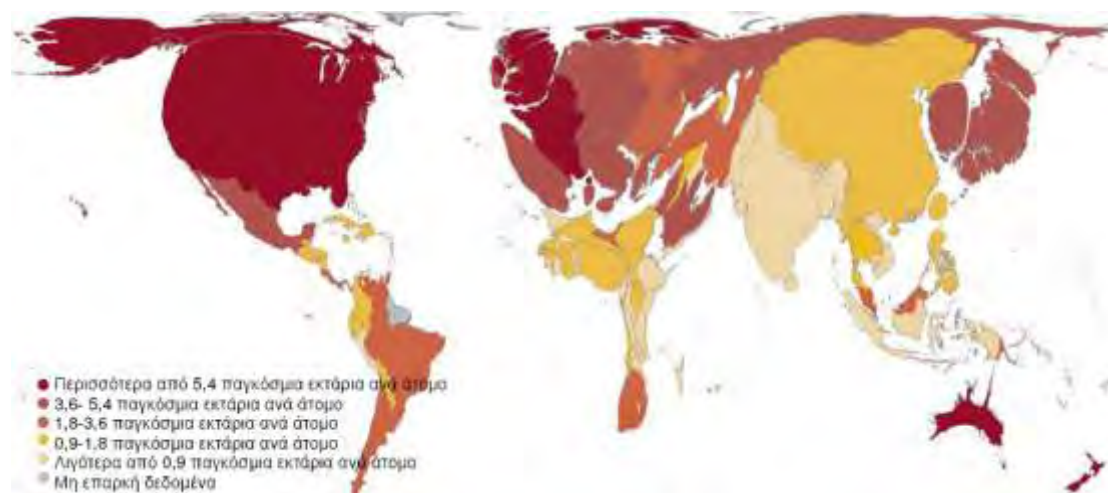 Περισσότερα από 5,4 παγκόσμια εκτάρια ανά άτομο
3,6- 5,4 παγκόσμια εκτάρια ανά άτομο
1,8-3,6 παγκόσμια εκτάρια ανά άτομο
0,9-1,8 παγκόσμια εκτάρια ανά άτομο
Λιγότερα από 0,9 παγκόσμια εκτάρια ανά άτομο
Μη επαρκή δεδομένα